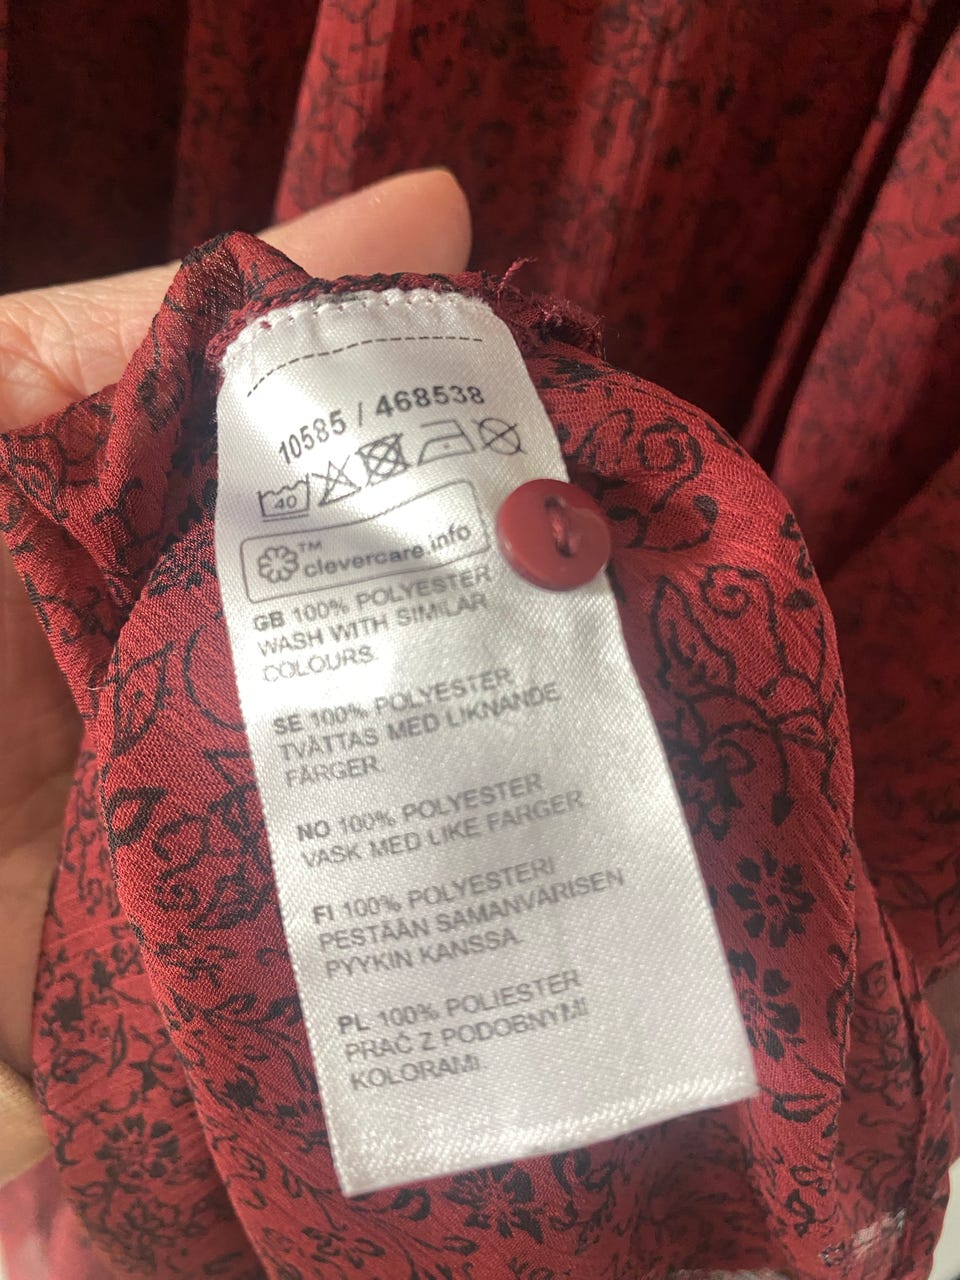 10585 / 468538
40
TM
clevercare.info
GB 100% POLYESTER
WASH WITH SIMILAR
COLOURS.
SE 100% POLYESTER
TVÄTTAS MED LIKNANDE
FÄRGER.
NO 100% POLYESTER
VASK MED LIKE FARGER
FI 100% POLYESTERI
PESTÄÄN SAMANVÄRISEN
PYYKIN KANSSA.
PL 100% POLIESTER
PRAĆ Z PODOBNYMI
KOLORAMI.